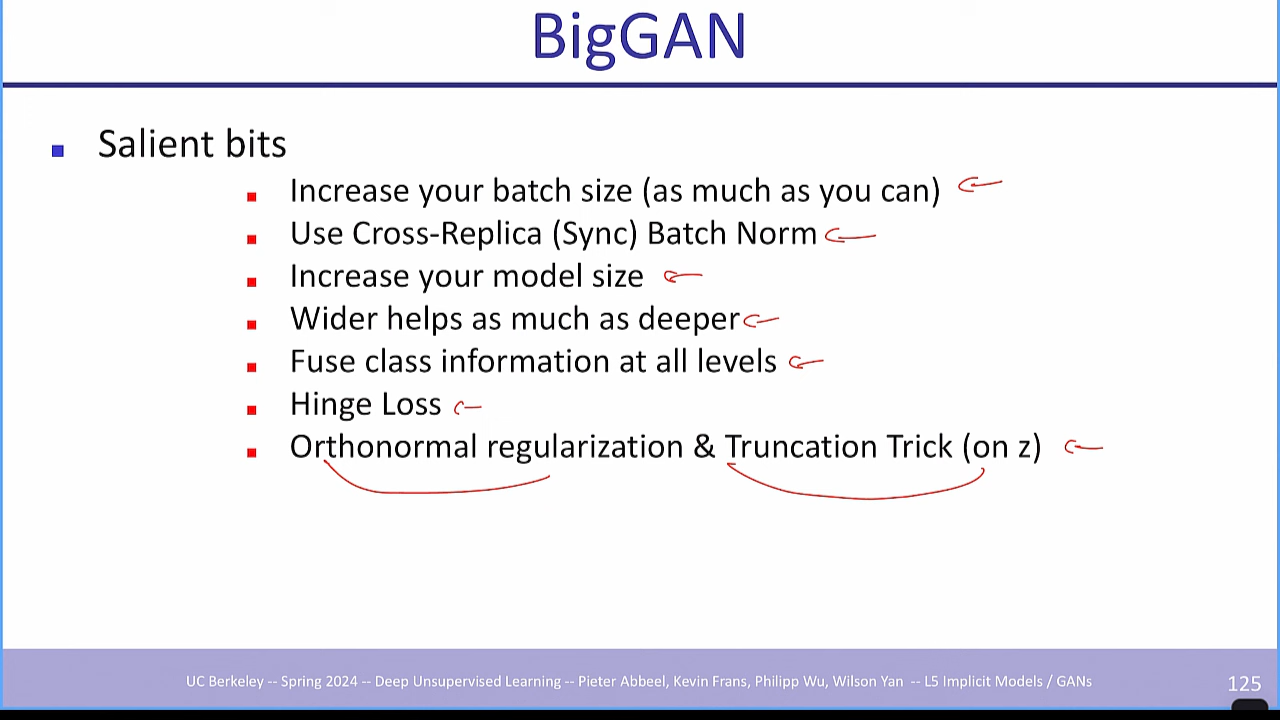 BigGAN
Salient bits
Increase your batch size (as much as you can)
Use Cross-Replica (Sync) Batch Norm
Increase your model size
Wider helps as much as deeper
Fuse class information at all levels
Hinge Loss
Orthonormal regularization & Truncation Trick (on z)
UC Berkeley -- Spring 2024 -- Deep Unsupervised Learning -- Pieter Abbeel, Kevin Frans, Philipp Wu, Wilson Yan -- L5 Implicit Models / GANs
125